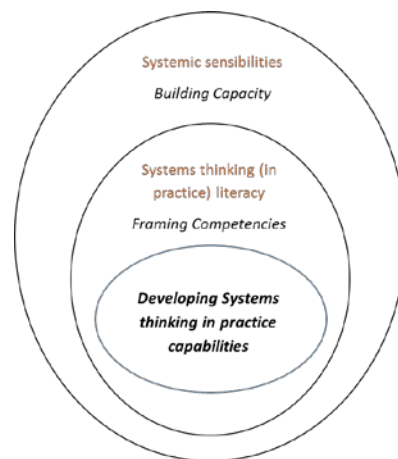 Systemic sensibilities
Building Capacity
Systems thinking (in
practice) literacy
Framing Competencies
Developing Systems
thinking in practice
capabilities